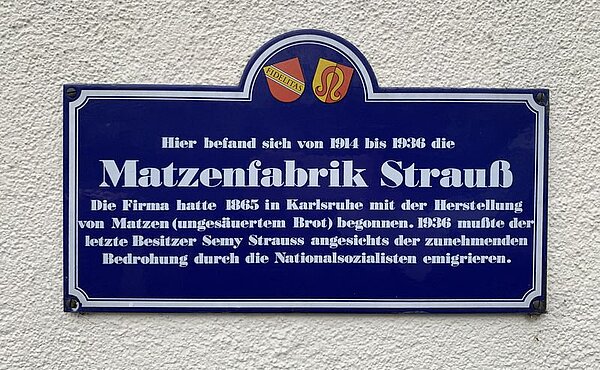 FIDELITAS
Hier befand sich von 1914 bis 1936 die
Matzenfabrik Strauß
Die Firma hatte 1865 in Karlsruhe mit der Herstellung
von Matzen (ungesäuertem Brot) begonnen. 1936 mußte der
letzte Besitzer Semy Strauss angesichts der zunehmenden
Bedrohung durch die Nationalsozialisten emigrieren.